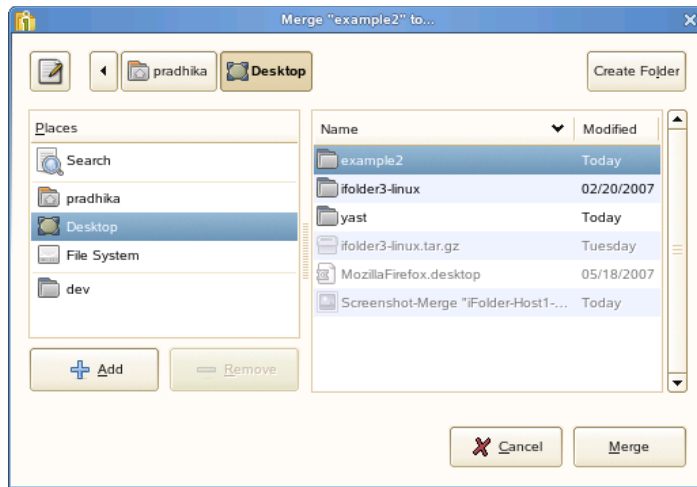 Merge "example2" to...
pradhika
Desktop
Create Folder
Places
Search
pradhika
Desktop
File System
dev
Add
Remove
Name Modified
example2 Today
ifolder3-linux 02/20/2007
yast Today
ifolder3-linux.tar.gz Tuesday
MozillaFirefox.desktop 05/18/2007
Screenshot-Merge "iFolder-Host1-... Today
Cancel
Merge